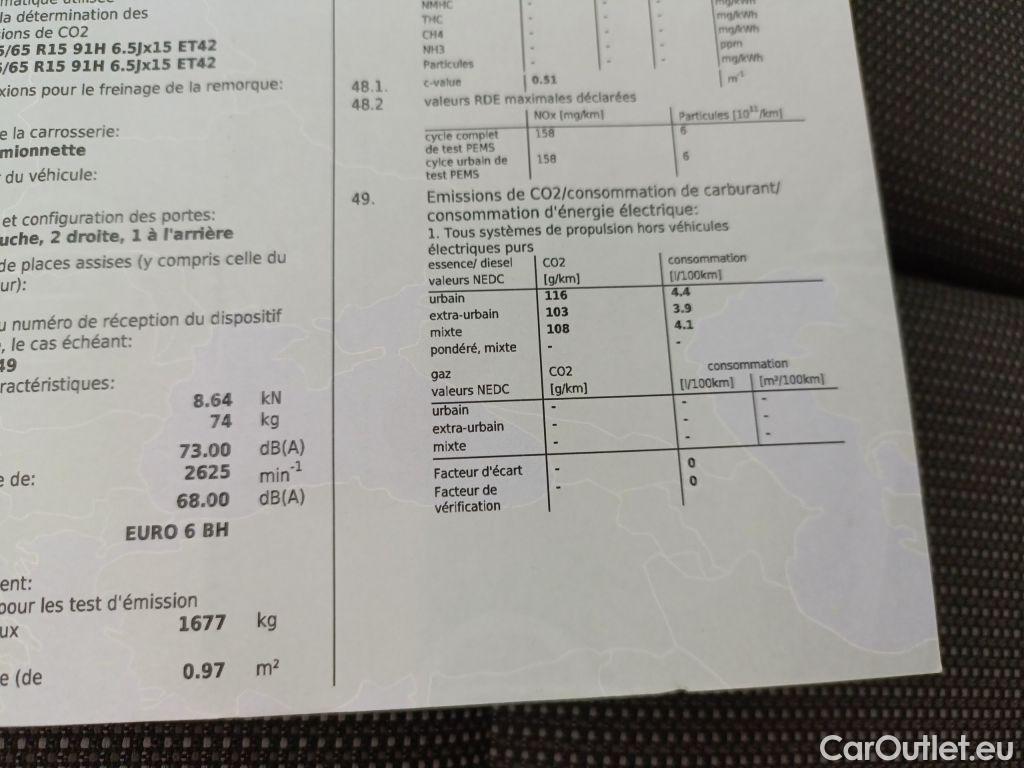 la détermination des
ions de CO2
5/65 R15 91H 6.5Jx15 ET42
5/65 R15 91H 6.5Jx15 ET42
xions pour le freinage de la remorque:
e la carrosserie:
mionnette
du véhicule:
et configuration des portes:
uche, 2 droite, 1 à l'arrière
de places assises (y compris celle du
ur):
u numéro de réception du dispositif
, le cas échéant:
49
ractéristiques:
8.64 kN
74 kg
73.00 dB(A)
e de: 2625 min-1
68.00 dB(A)
EURO 6 BH
ent:
pour les test d'émission
ux 1677 kg
e (de 0.97 m²
NMHC - - - mg/kWh
THC - - - mg/kWh
CH4 - - - mg/kWh
NH3 - - - ppm
Particules - - - mg/kWh
48.1. c-value 0.51 m-1
48.2 valeurs RDE maximales déclarées
NOx [mg/km] Particules [10¹¹/km]
cycle complet 158 6
de test PEMS
cylce urbain de 158 6
test PEMS
49. Emissions de CO2/consommation de carburant/
consommation d'énergie électrique:
1. Tous systèmes de propulsion hors véhicules
électriques purs
essence/ diesel CO2 consommation
valeurs NEDC [g/km] [l/100km]
urbain 116 4.4
extra-urbain 103 3.9
mixte 108 4.1
pondéré, mixte - -
gaz CO2 consommation
valeurs NEDC [g/km] [l/100km] [m³/100km]
urbain - - -
extra-urbain - - -
mixte - - -
Facteur d'écart - 0
Facteur de - 0
vérification
CarOutlet.eu